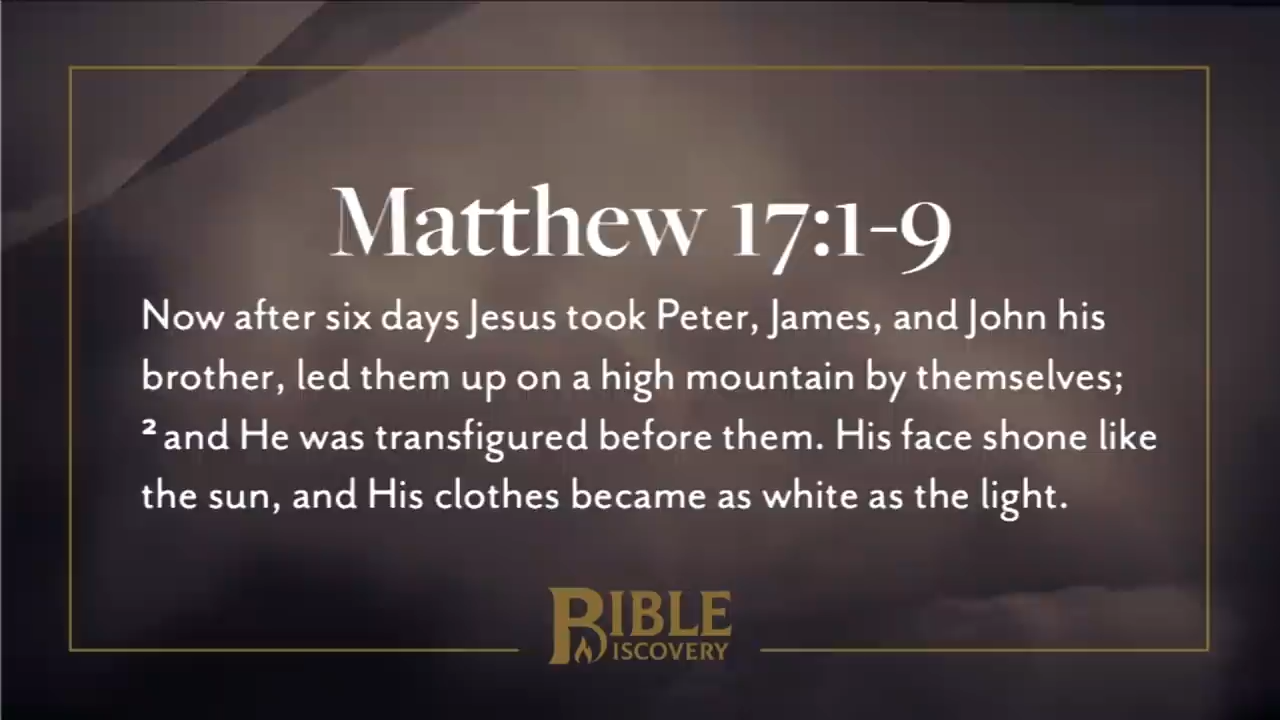 Matthew 17:1-9
Now after six days Jesus took Peter, James, and John his
brother, led them up on a high mountain by themselves;
² and He was transfigured before them. His face shone like
the sun, and His clothes became as white as the light.
BIBLE
DISCOVERY